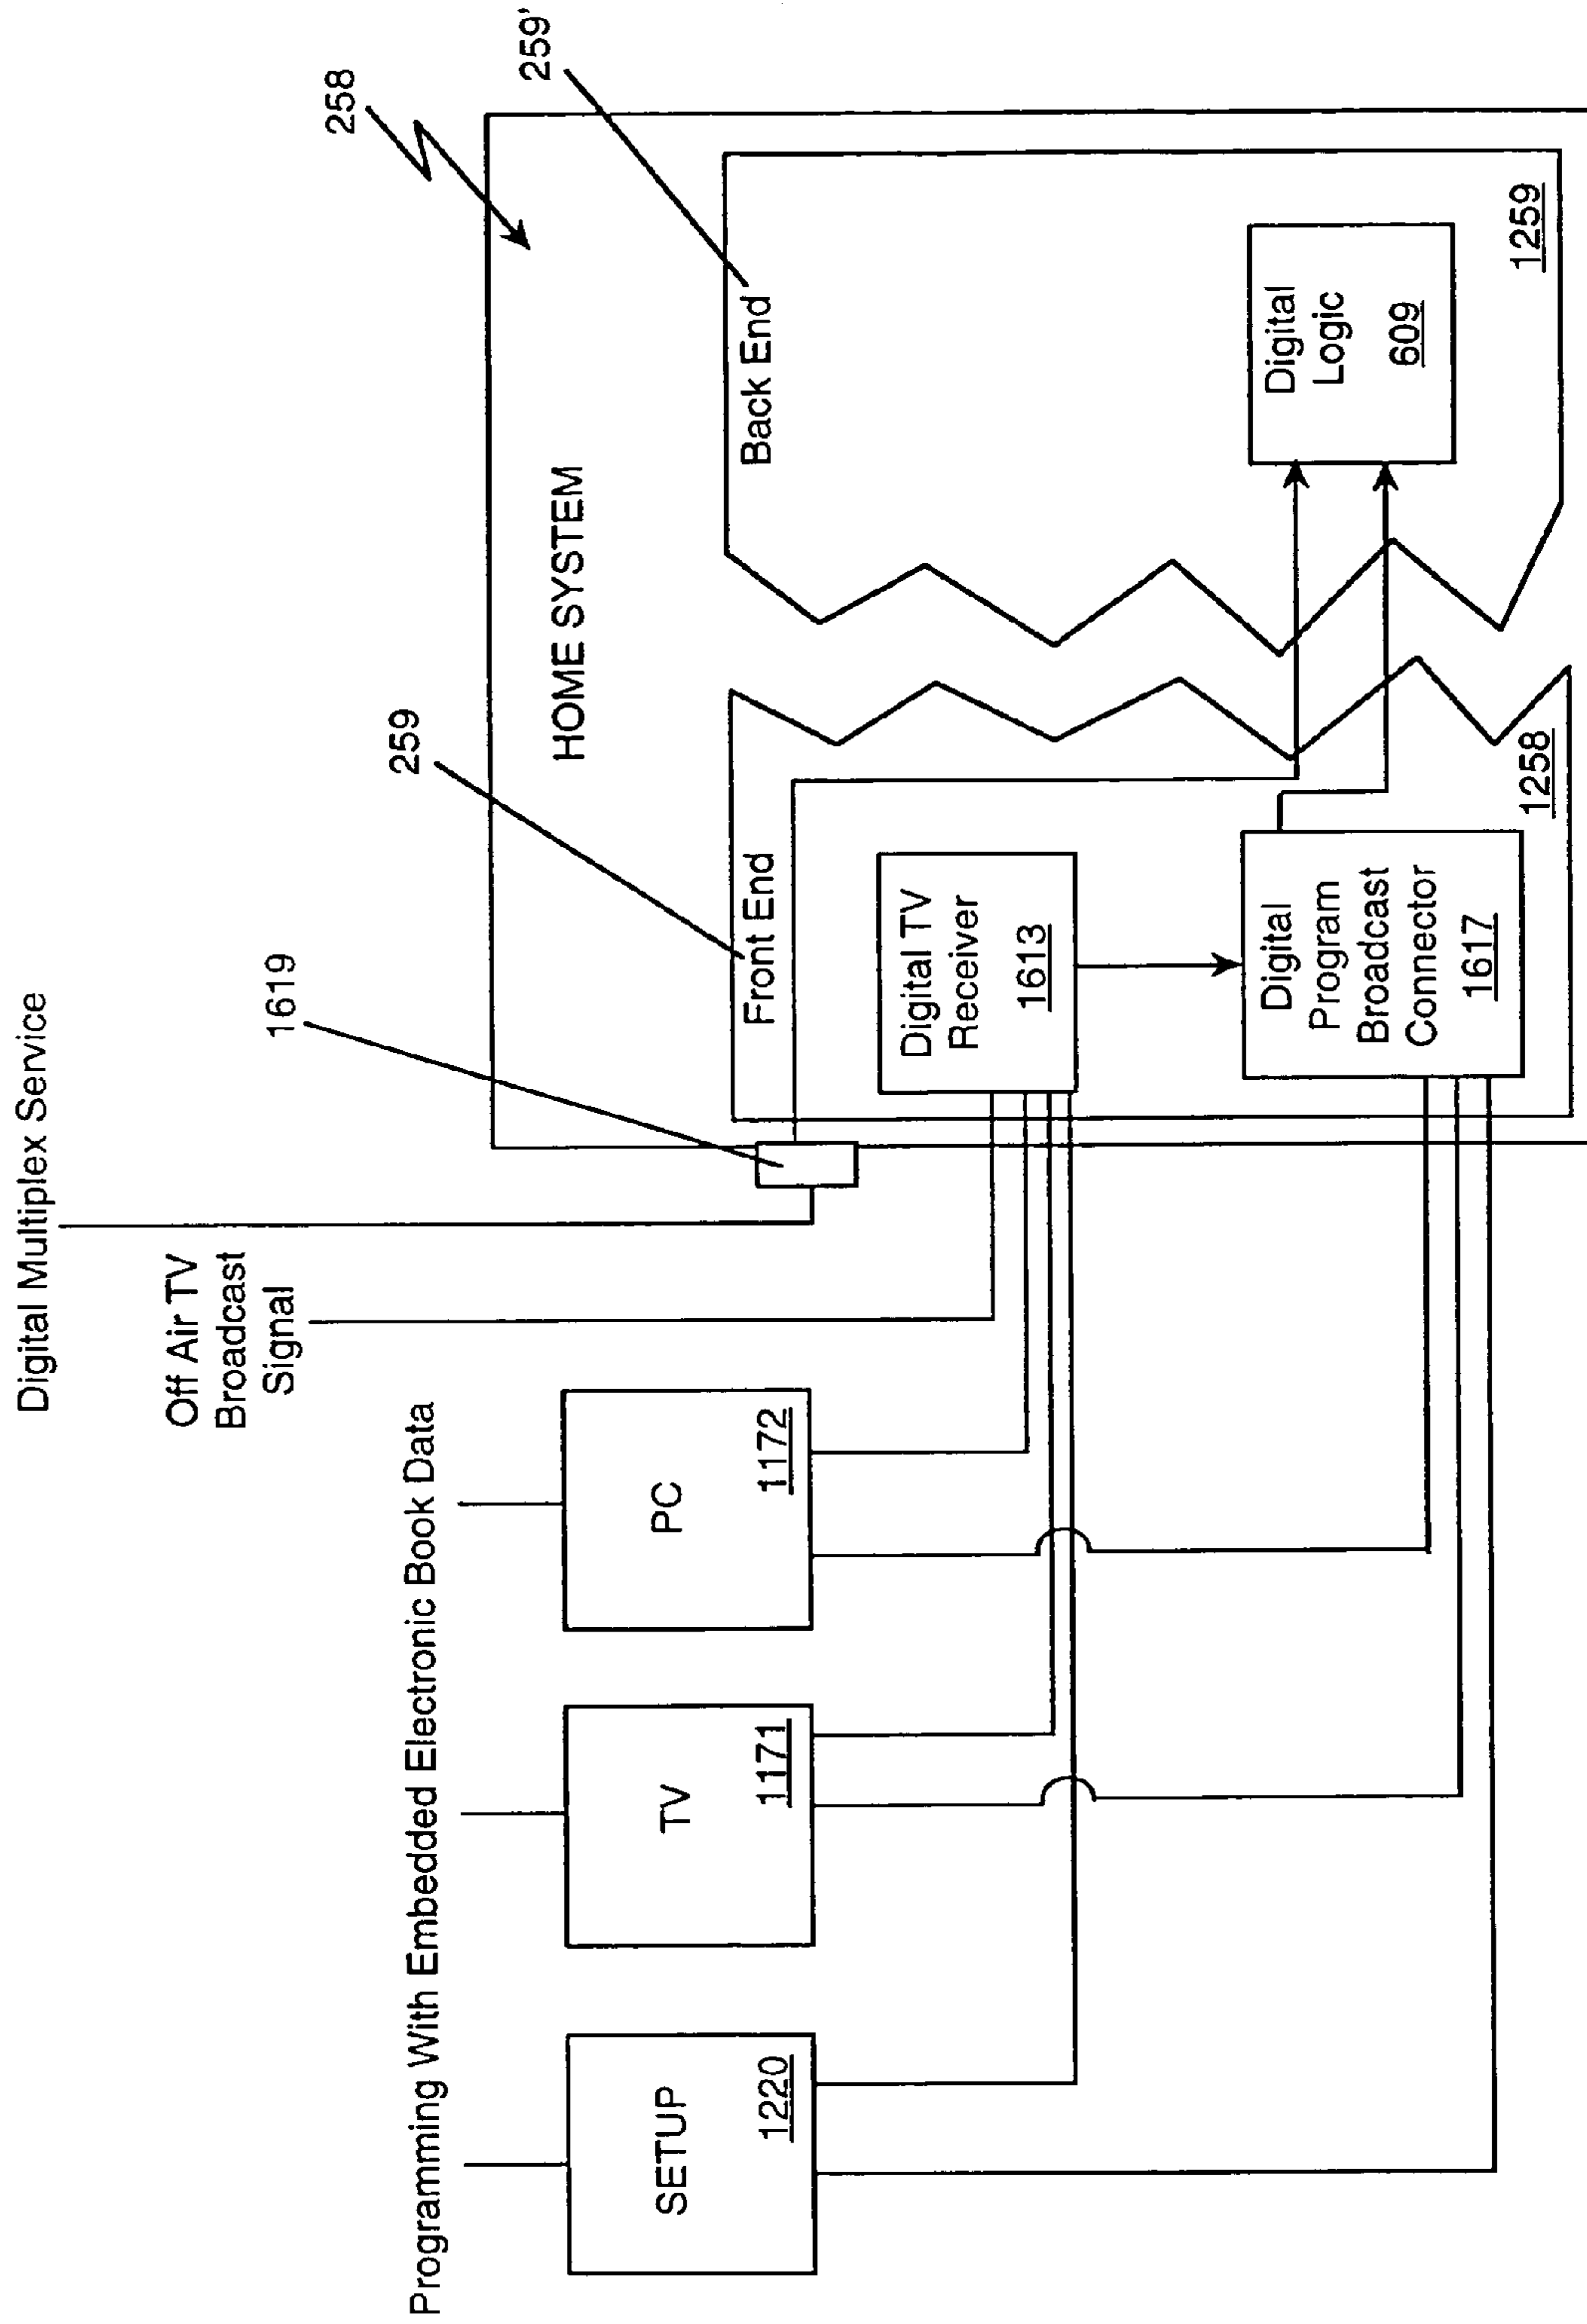 Digital Multiplex Service
Off Air TV
Broadcast
Signal
Programming With Embedded Electronic Book Data
SETUP
1220
TV
1171
PC
1172
1619
259
258
259'
HOME SYSTEM
Front End
Digital TV
Receiver
1613
Digital
Program
Broadcast
Connector
1617
1258
Back End
Digital
Logic
609
1259